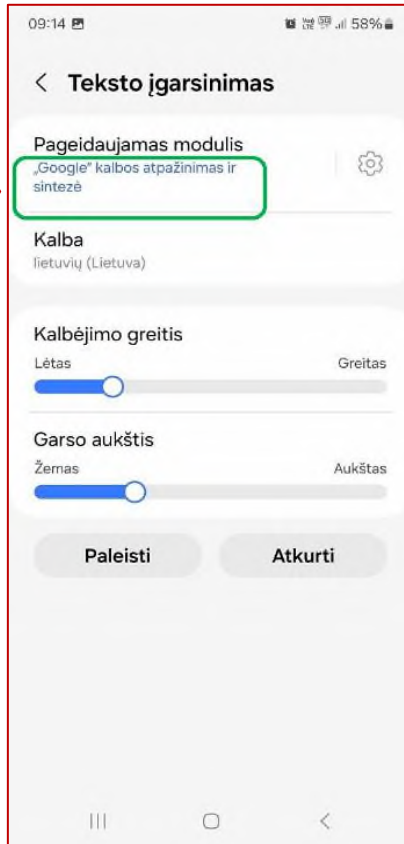 09:14 58%
Teksto įgarsinimas
Pageidaujamas modulis
„Google“ kalbos atpažinimas ir
sintezė
Kalba
lietuvių (Lietuva)
Kalbėjimo greitis
Lėtas Greitas
Garso aukštis
Žemas Aukštas
Paleisti Atkurti